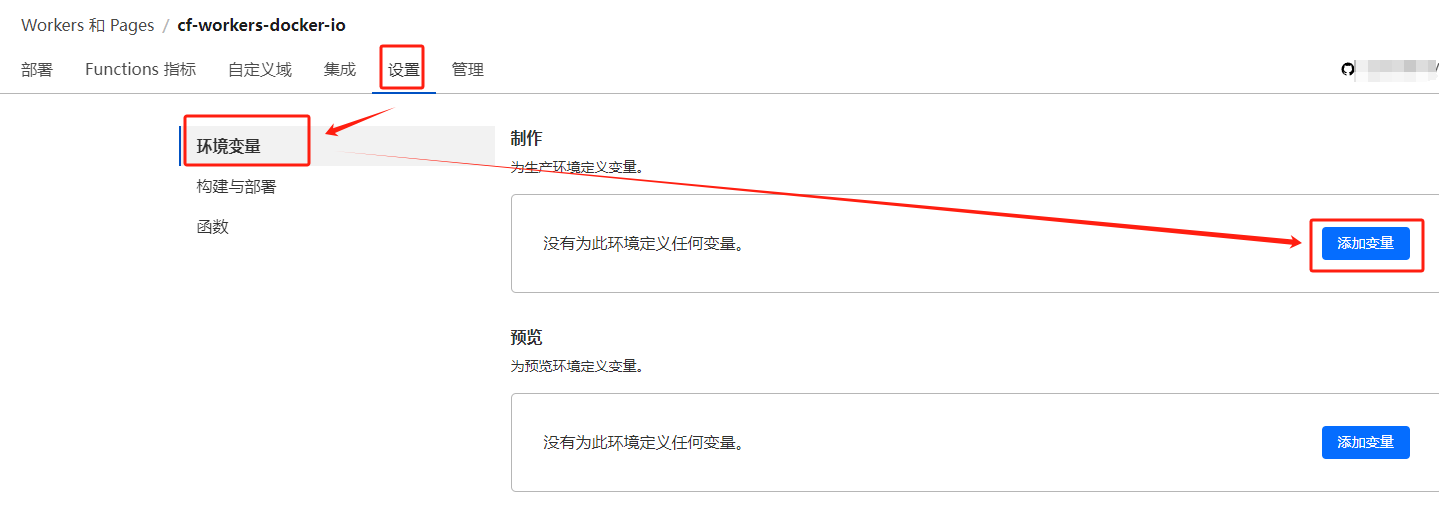 Workers 和 Pages / cf-workers-docker-io
部署 Functions 指标 自定义域 集成 设置 管理
环境变量
构建与部署
函数
制作
为生产环境定义变量。
没有为此环境定义任何变量。
添加变量
预览
为预览环境定义变量。
没有为此环境定义任何变量。
添加变量